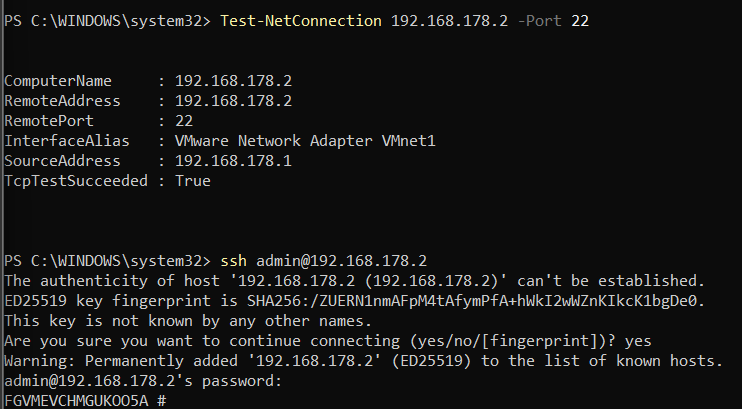 PS C:\WINDOWS\system32> Test-NetConnection 192.168.178.2 -Port 22
ComputerName     : 192.168.178.2
RemoteAddress    : 192.168.178.2
RemotePort       : 22
InterfaceAlias   : VMware Network Adapter VMnet1
SourceAddress    : 192.168.178.1
TcpTestSucceeded : True
PS C:\WINDOWS\system32> ssh admin@192.168.178.2
The authenticity of host '192.168.178.2 (192.168.178.2)' can't be established.
ED25519 key fingerprint is SHA256:/ZUERN1nmAFpM4tAfymPfA+hWkI2wWZnKIkcK1bgDe0.
This key is not known by any other names.
Are you sure you want to continue connecting (yes/no/[fingerprint])? yes
Warning: Permanently added '192.168.178.2' (ED25519) to the list of known hosts.
admin@192.168.178.2's password:
FGVMEVCHMGUKOO5A #